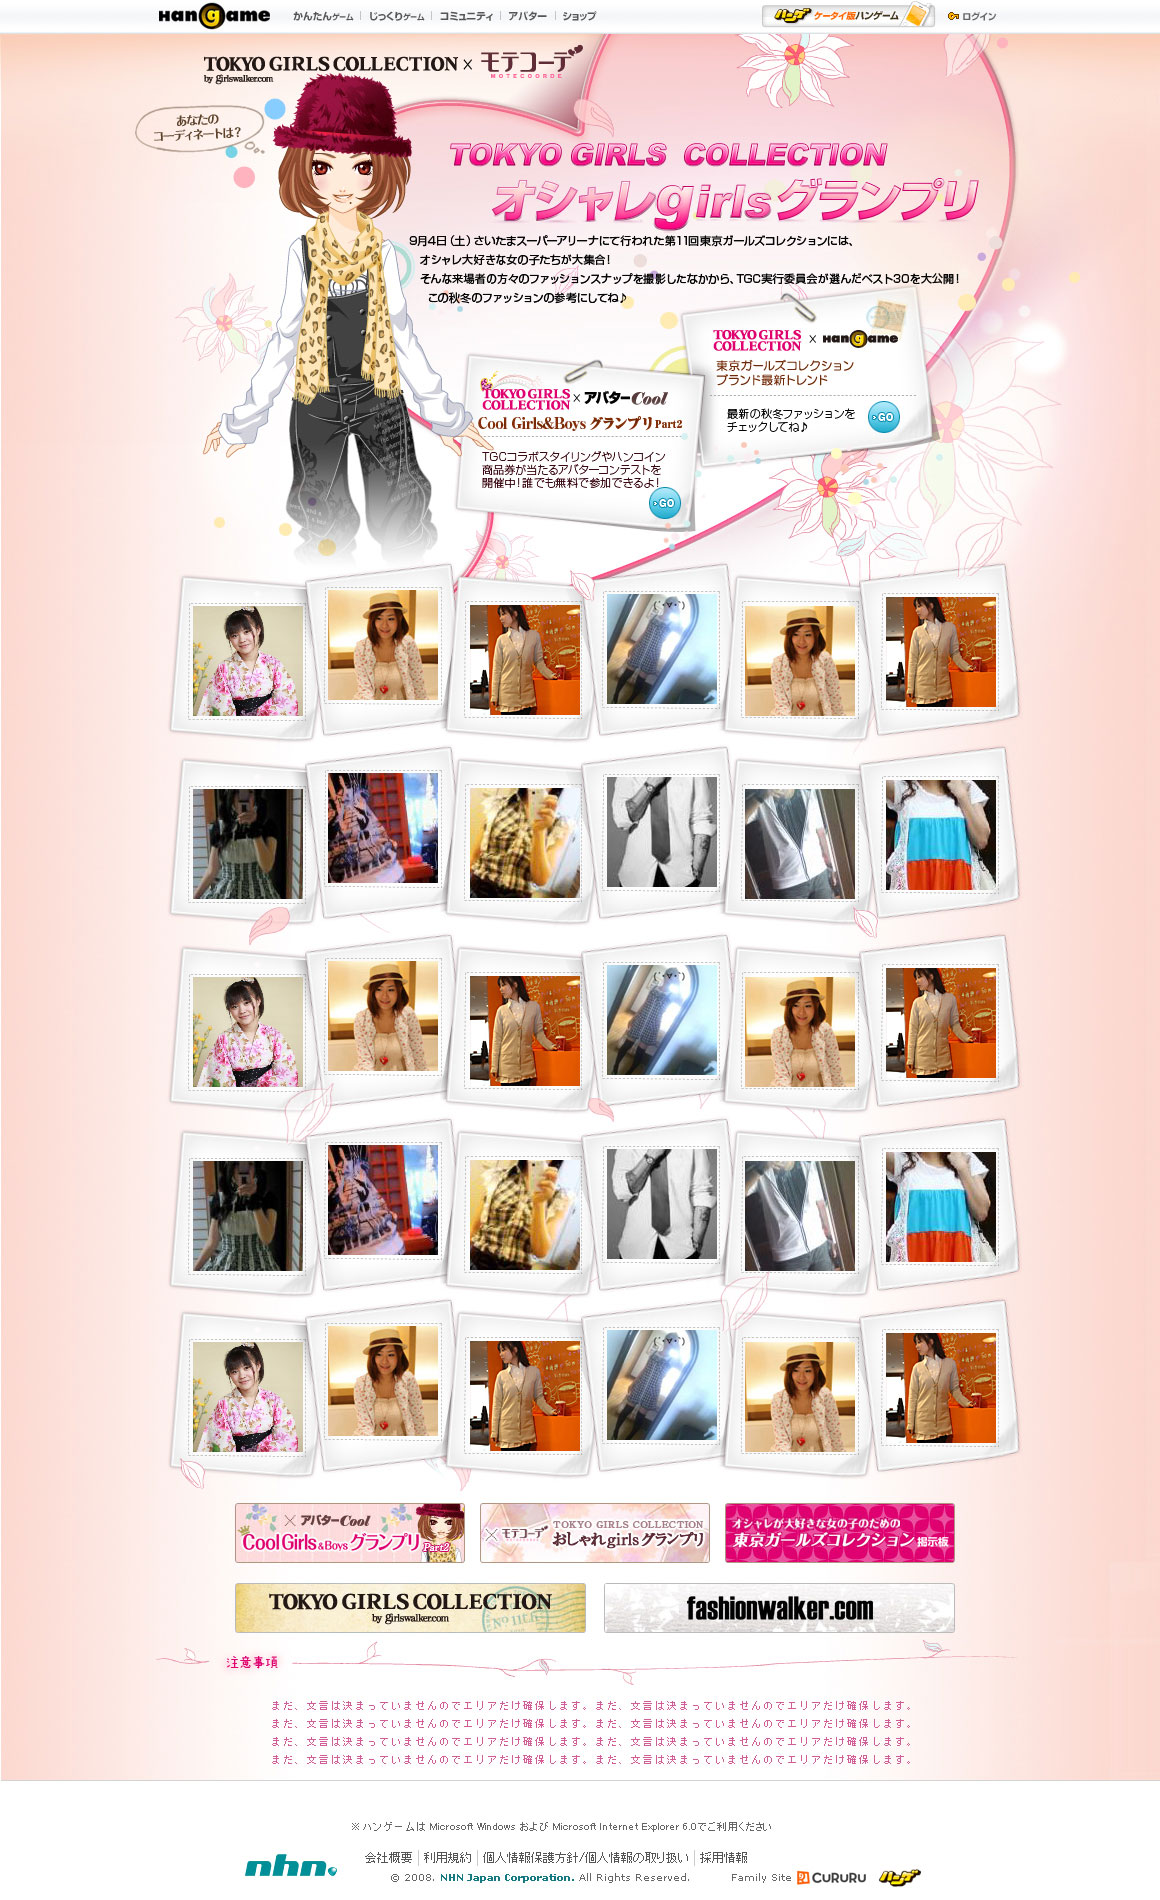 Hangame かんたんゲーム じっくりゲーム コミュニティ アバター ショップ ハンゲ ケータイ版ハンゲーム ログイン
TOKYO GIRLS COLLECTION × モテコーデ
by girlswalker.com MOTECOORDE
あなたの
コーディネートは?
TOKYO GIRLS COLLECTION
オシャレgirlsグランプリ
9月4日(土)さいたまスーパーアリーナにて行われた第11回東京ガールズコレクションには、
オシャレ大好きな女の子たちが大集合!
そんな来場者の方々のファッションスナップを撮影したなかから、TGC実行委員会が選んだベスト30を大公開!
この秋冬のファッションの参考にしてね♪
TOKYO GIRLS COLLECTION × Hangame
東京ガールズコレクション
ブランド最新トレンド
最新の秋冬ファッションを
チェックしてね♪
GO
TOKYO GIRLS COLLECTION × アバターCool
Cool Girls&Boys グランプリ Part2
TGCコラボスタイリングやハンコイン
商品券が当たるアバターコンテストを
開催中!誰でも無料で参加できるよ!
GO
× アバターCool
Cool Girls&Boys グランプリ Part2
× モテコーデ TOKYO GIRLS COLLECTION
おしゃれgirlsグランプリ
オシャレが大好きな女の子のための
東京ガールズコレクション 掲示板
TOKYO GIRLS COLLECTION
by girlswalker.com
fashionwalker.com
注意事項
まだ、文言は決まっていませんのでエリアだけ確保します。まだ、文言は決まっていませんのでエリアだけ確保します。
まだ、文言は決まっていませんのでエリアだけ確保します。まだ、文言は決まっていませんのでエリアだけ確保します。
まだ、文言は決まっていませんのでエリアだけ確保します。まだ、文言は決まっていませんのでエリアだけ確保します。
まだ、文言は決まっていませんのでエリアだけ確保します。まだ、文言は決まっていませんのでエリアだけ確保します。
※ ハンゲームは Microsoft Windows および Microsoft Internet Explorer 6.0でご利用ください
nhn. 会社概要 利用規約 個人情報保護方針/個人情報の取り扱い 採用情報
© 2008. NHN Japan Corporation. All Rights Reserved. Family Site CURURU ハンゲ